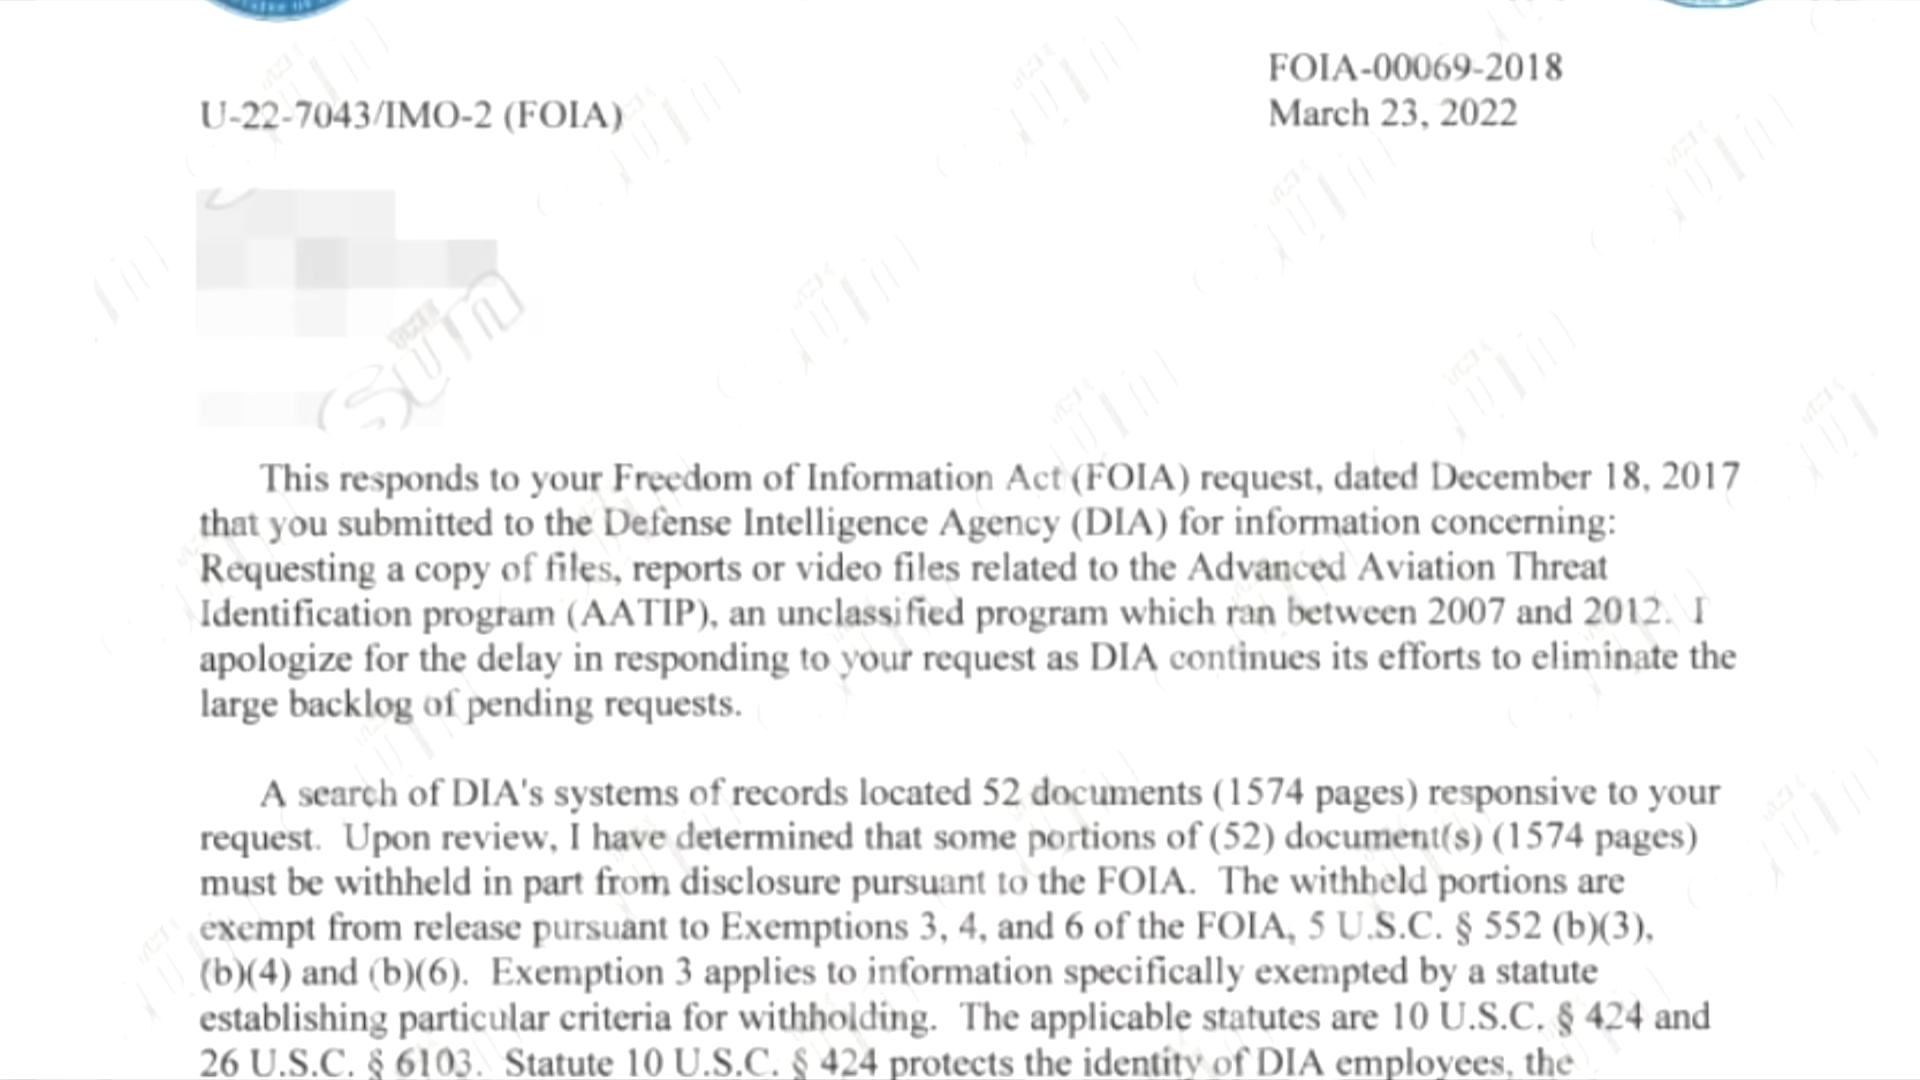 FOIA-00069-2018
U-22-7043/IMO-2 (FOIA)
March 23, 2022
THE
Sun
This responds to your Freedom of Information Act (FOIA) request, dated December 18, 2017
that you submitted to the Defense Intelligence Agency (DIA) for information concerning:
Requesting a copy of files, reports or video files related to the Advanced Aviation Threat
Identification program (AATIP), an unclassified program which ran between 2007 and 2012. I
apologize for the delay in responding to your request as DIA continues its efforts to eliminate the
large backlog of pending requests.
A search of DIA's systems of records located 52 documents (1574 pages) responsive to your
request. Upon review, I have determined that some portions of (52) document(s) (1574 pages)
must be withheld in part from disclosure pursuant to the FOIA. The withheld portions are
exempt from release pursuant to Exemptions 3, 4, and 6 of the FOIA, 5 U.S.C. § 552 (b)(3),
(b)(4) and (b)(6). Exemption 3 applies to information specifically exempted by a statute
establishing particular criteria for withholding. The applicable statutes are 10 U.S.C. § 424 and
26 U.S.C. § 6103. Statute 10 U.S.C. § 424 protects the identity of DIA employees, the